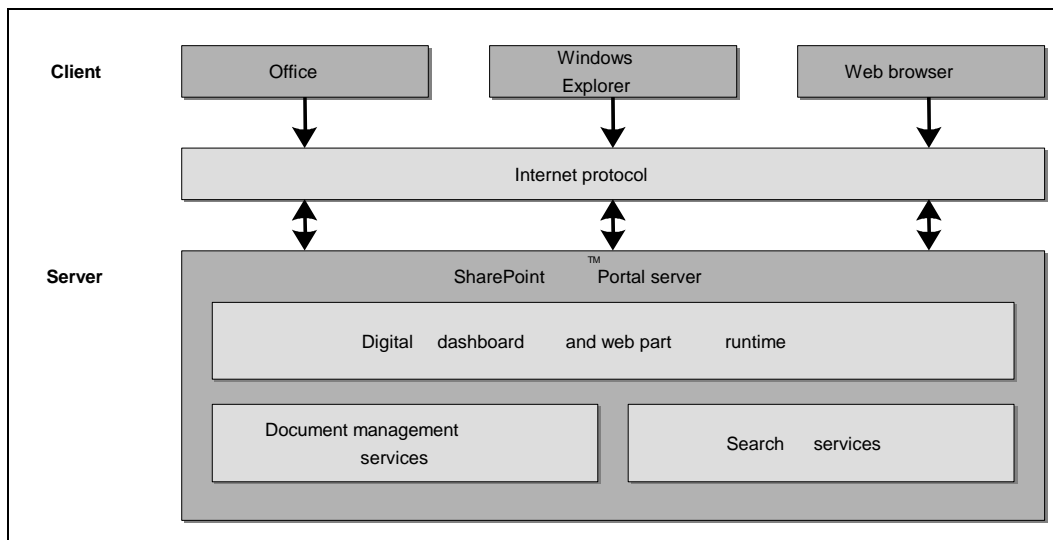 Client
Office
Windows
Explorer
Web browser
Internet protocol
Server
SharePoint ™ Portal server
Digital dashboard and web part runtime
Document management
services
Search services